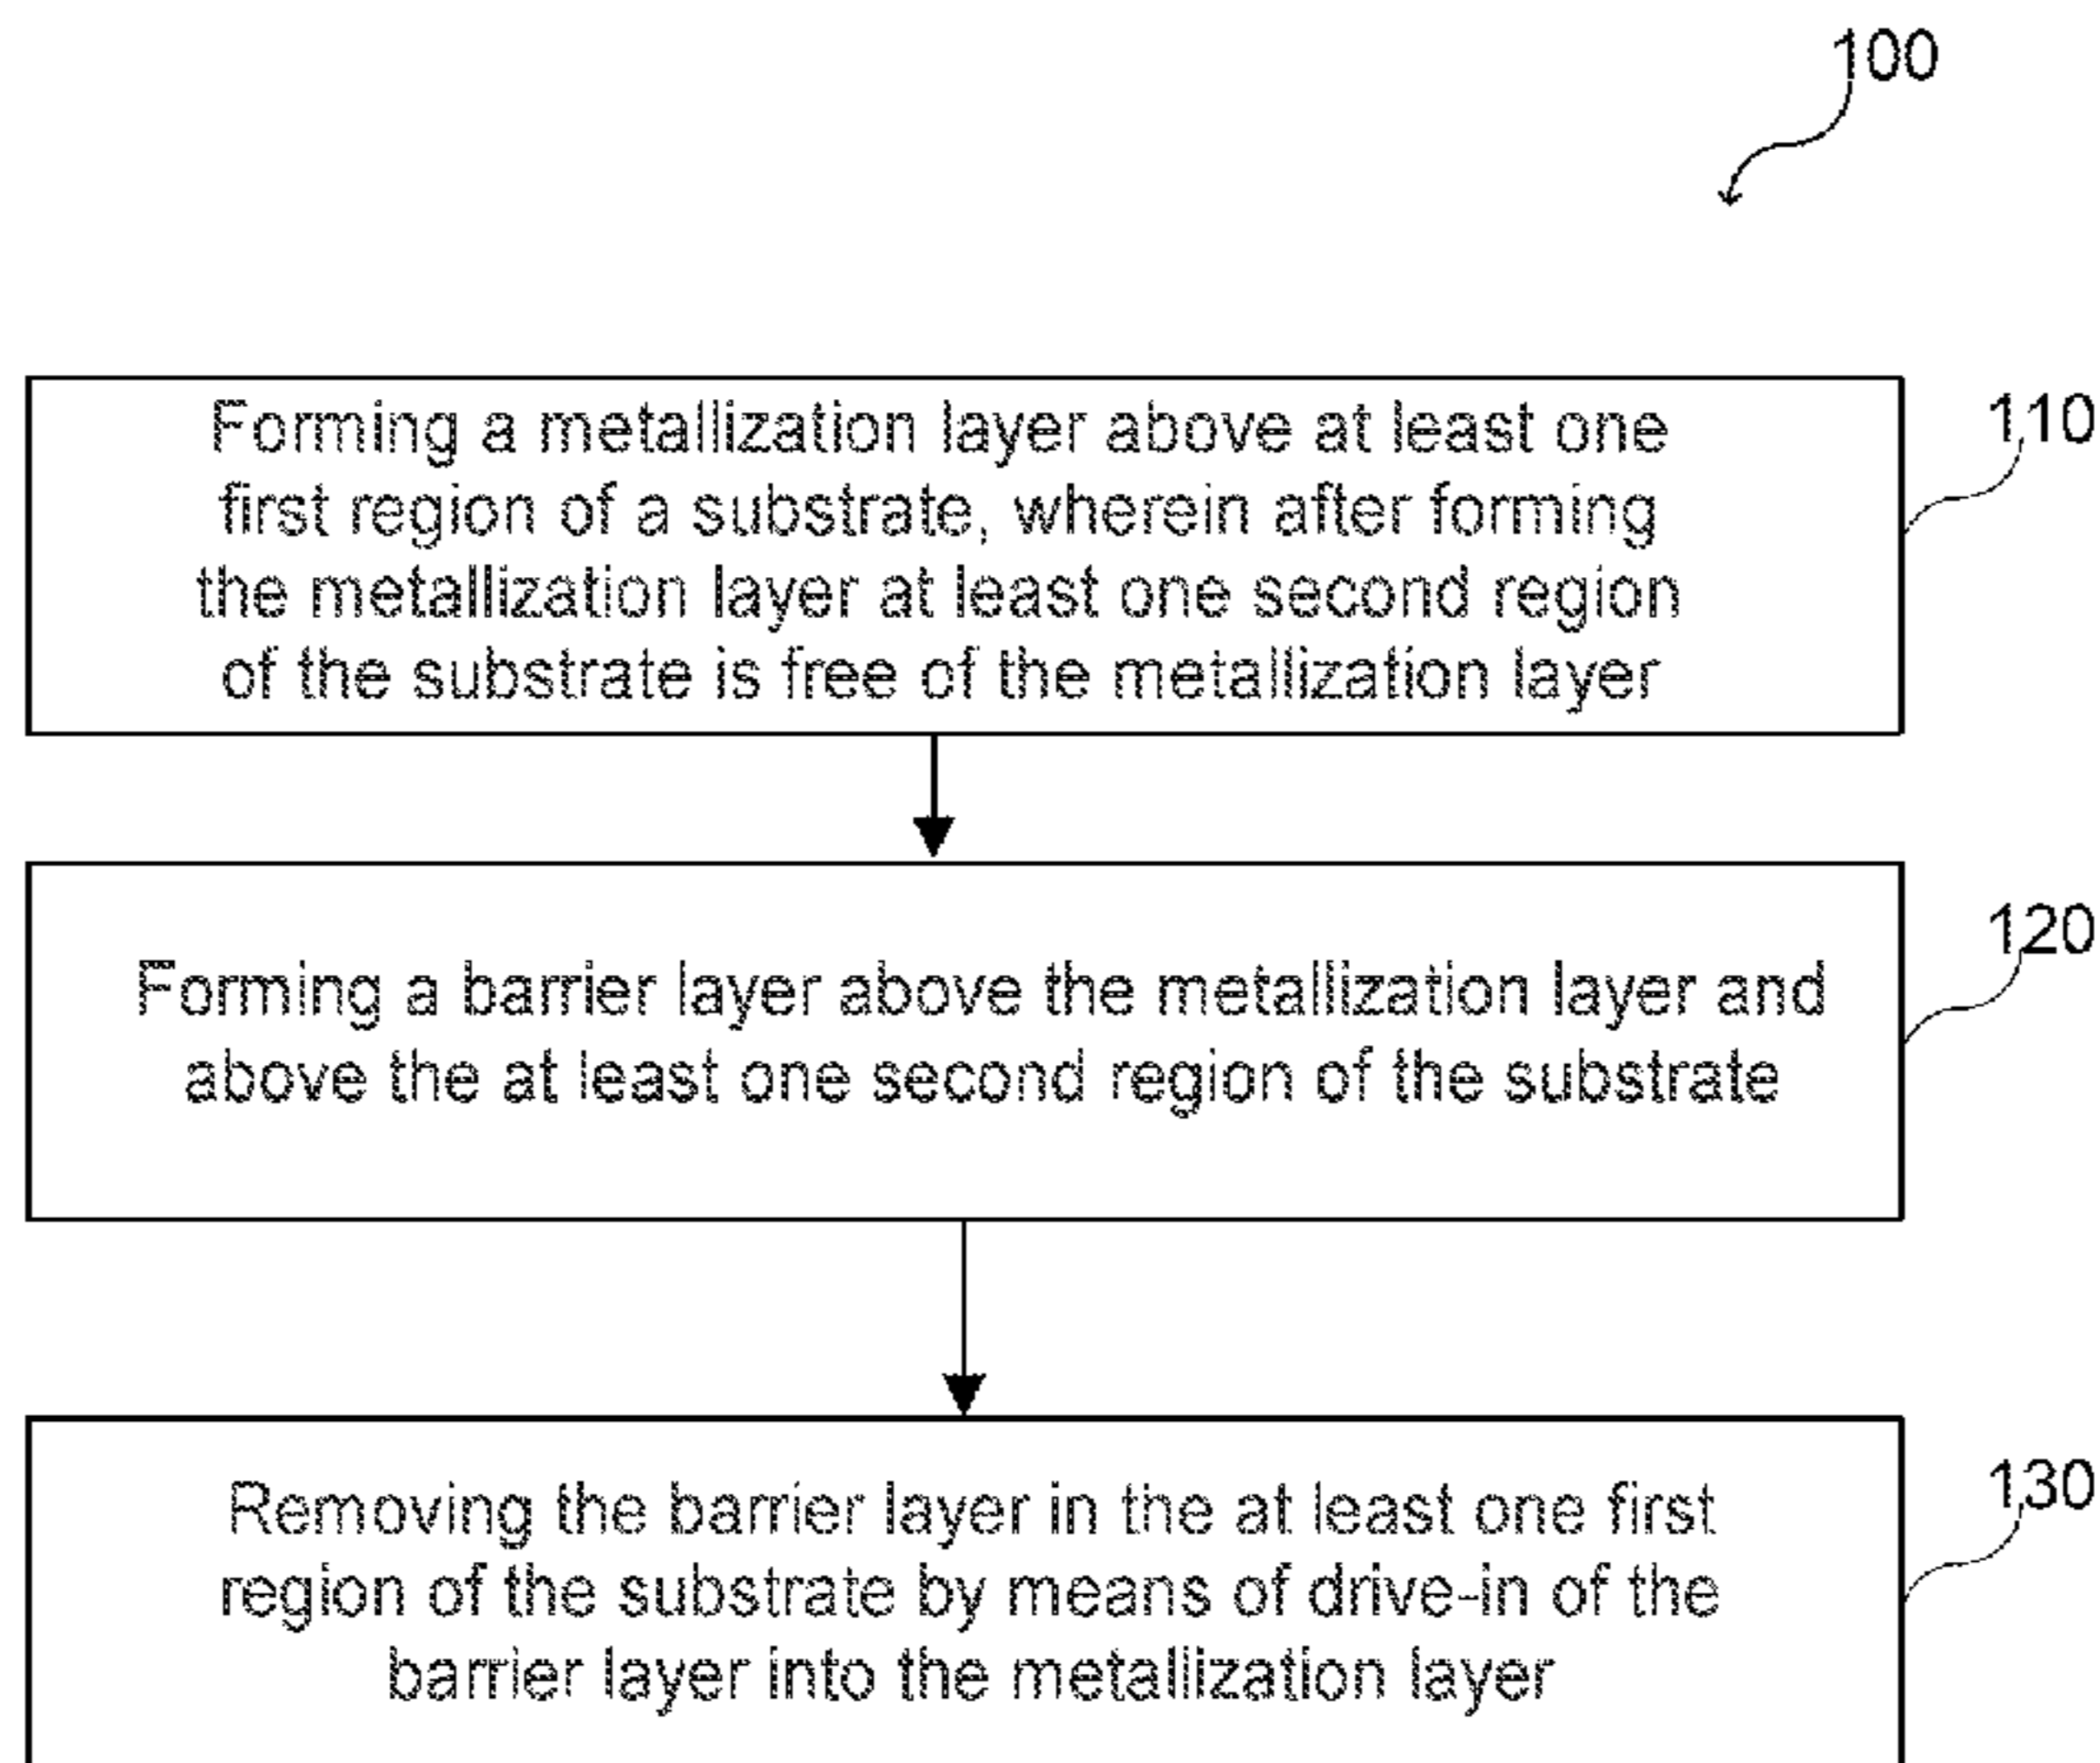 100
Forming a metallization layer above at least one
first region of a substrate, wherein after forming
the metallization layer at least one second region
of the substrate is free of the metallization layer
110
Forming a barrier layer above the metallization layer and
above the at least one second region of the substrate
120
Removing the barrier layer in the at least one first
region of the substrate by means of drive-in of the
barrier layer into the metallization layer
130